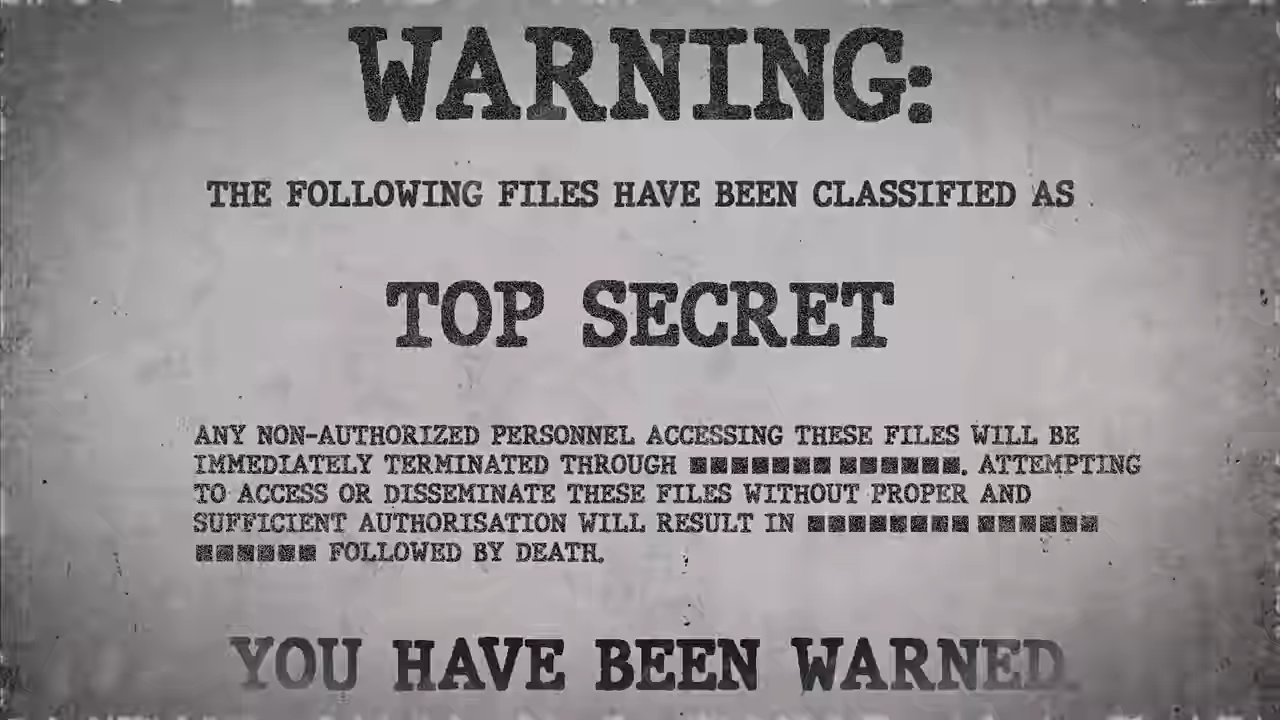 WARNING:
THE FOLLOWING FILES HAVE BEEN CLASSIFIED AS
TOP SECRET
ANY NON-AUTHORIZED PERSONNEL ACCESSING THESE FILES WILL BE
IMMEDIATELY TERMINATED THROUGH ■■■■■■■ ■■■■■■. ATTEMPTING
TO ACCESS OR DISSEMINATE THESE FILES WITHOUT PROPER AND
SUFFICIENT AUTHORISATION WILL RESULT IN ■■■■■■■■ ■■■■■■
■■■■■■ FOLLOWED BY DEATH.
YOU HAVE BEEN WARNED.